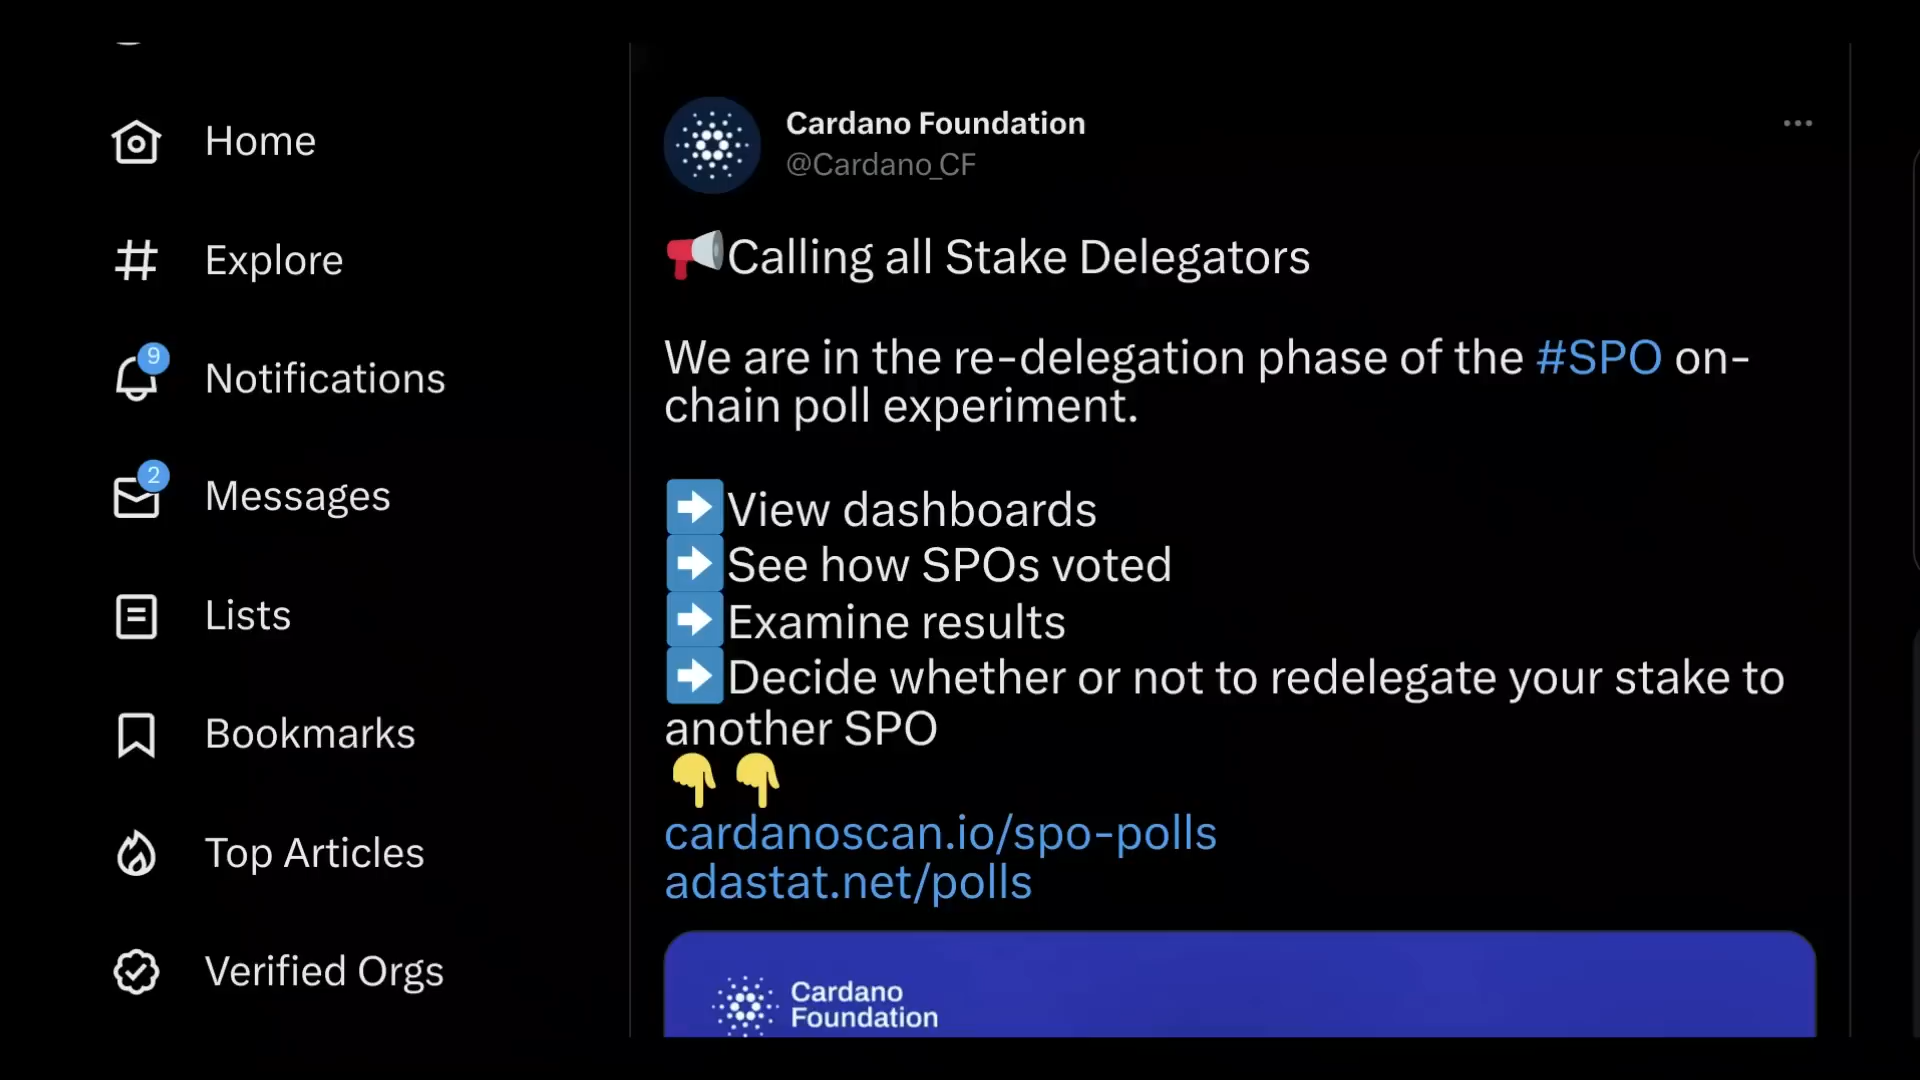 Home
Explore
9
Notifications
2
Messages
Lists
Bookmarks
Top Articles
Verified Orgs
Cardano Foundation
@Cardano_CF
📢Calling all Stake Delegators
We are in the re-delegation phase of the #SPO on-
chain poll experiment.
➡️View dashboards
➡️See how SPOs voted
➡️Examine results
➡️Decide whether or not to redelegate your stake to
another SPO
👇👇
cardanoscan.io/spo-polls
adastat.net/polls
Cardano
Foundation